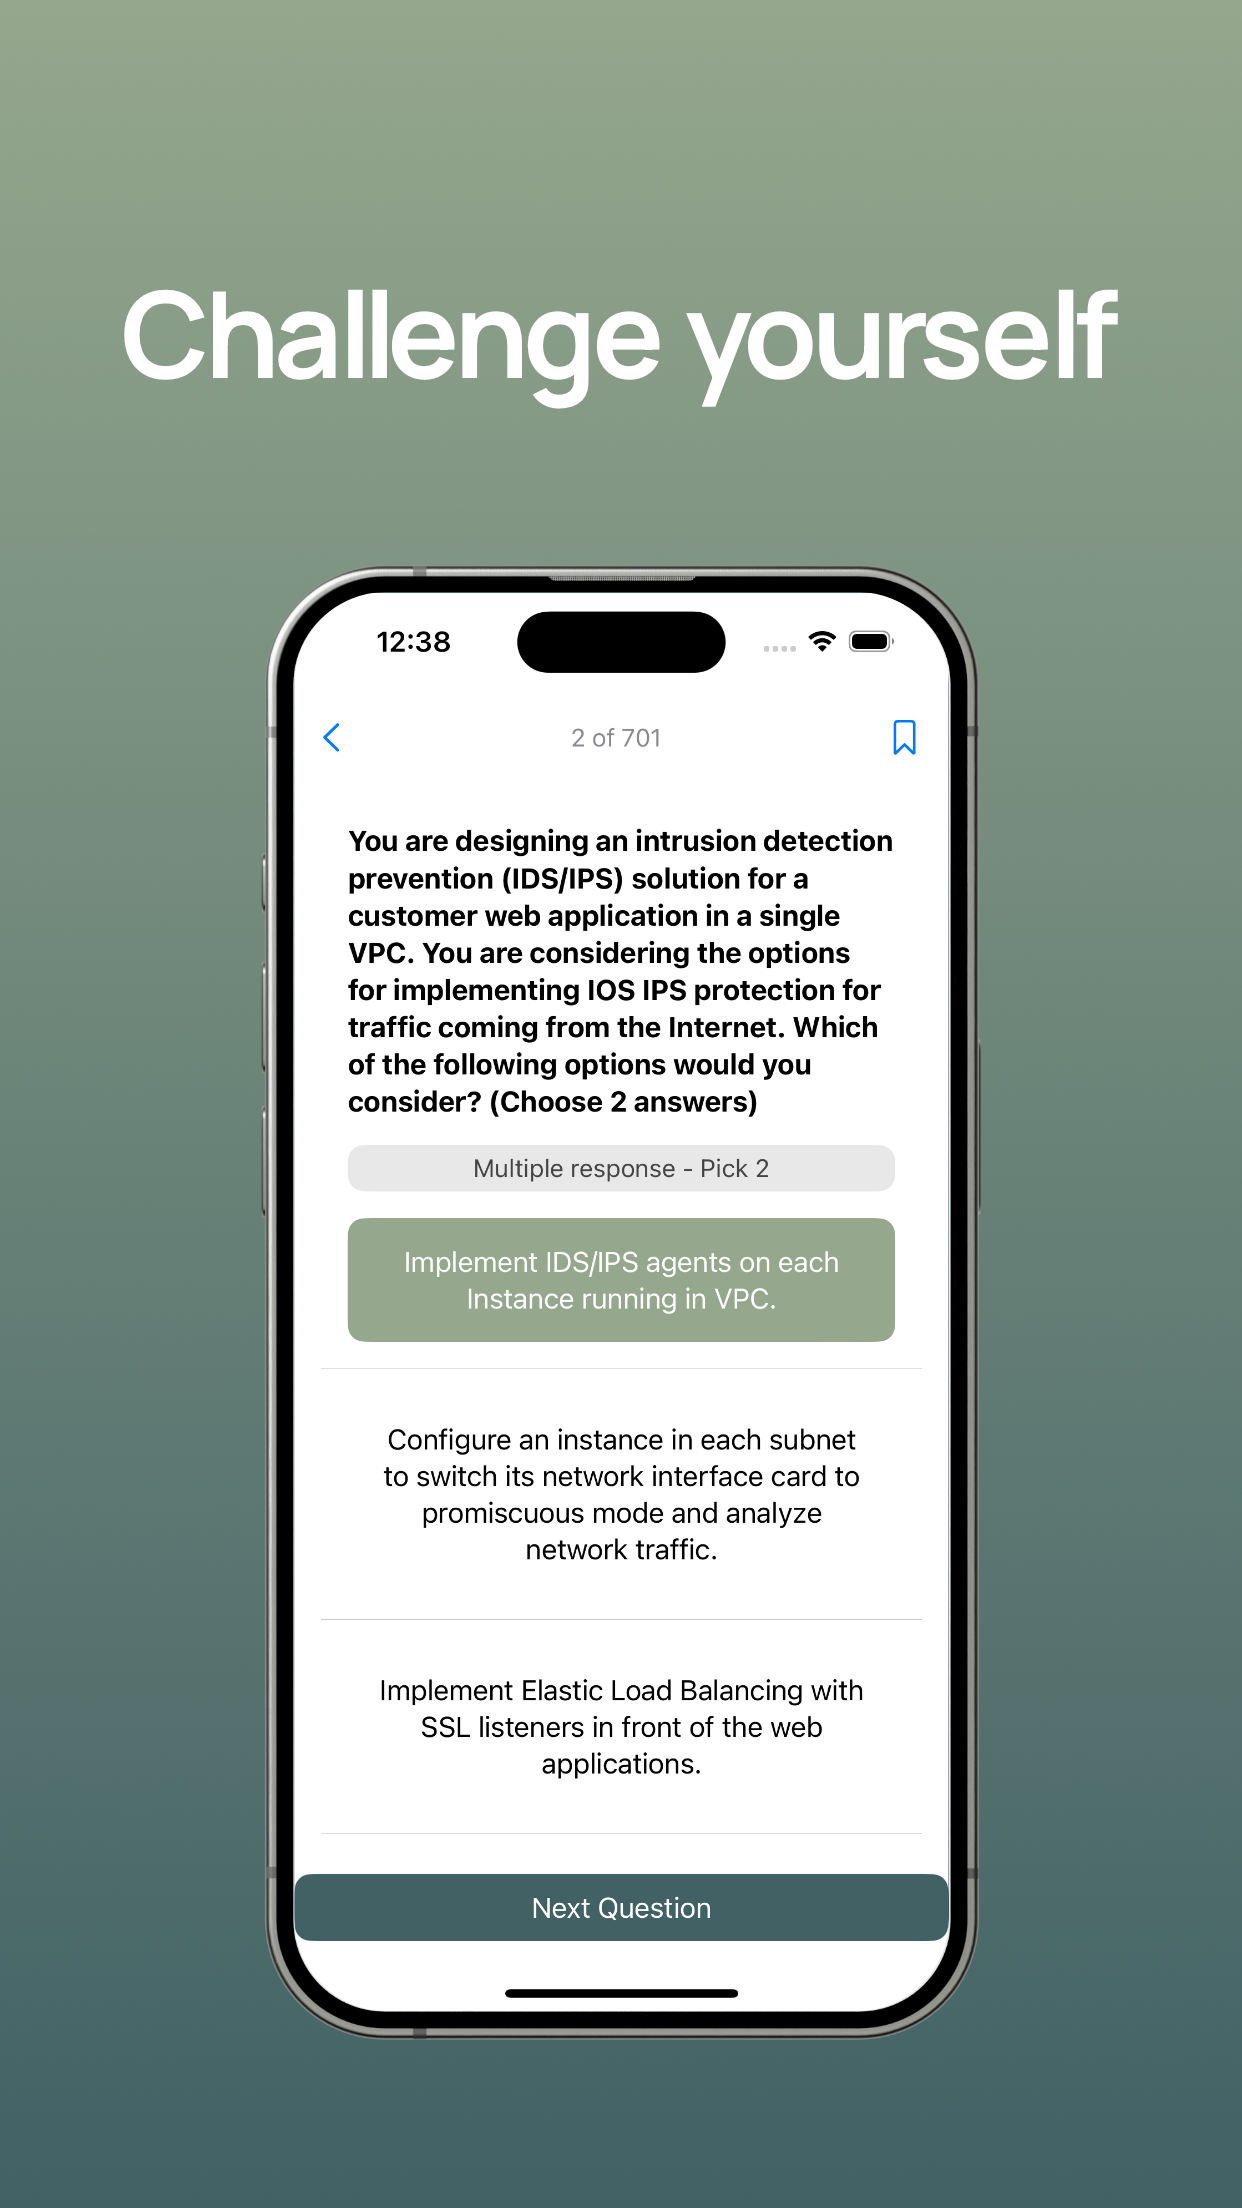 Challenge yourself
12:38
2 of 701
You are designing an intrusion detection
prevention (IDS/IPS) solution for a
customer web application in a single
VPC. You are considering the options
for implementing IOS IPS protection for
traffic coming from the Internet. Which
of the following options would you
consider? (Choose 2 answers)
Multiple response - Pick 2
Implement IDS/IPS agents on each
Instance running in VPC.
Configure an instance in each subnet
to switch its network interface card to
promiscuous mode and analyze
network traffic.
Implement Elastic Load Balancing with
SSL listeners in front of the web
applications.
Next Question